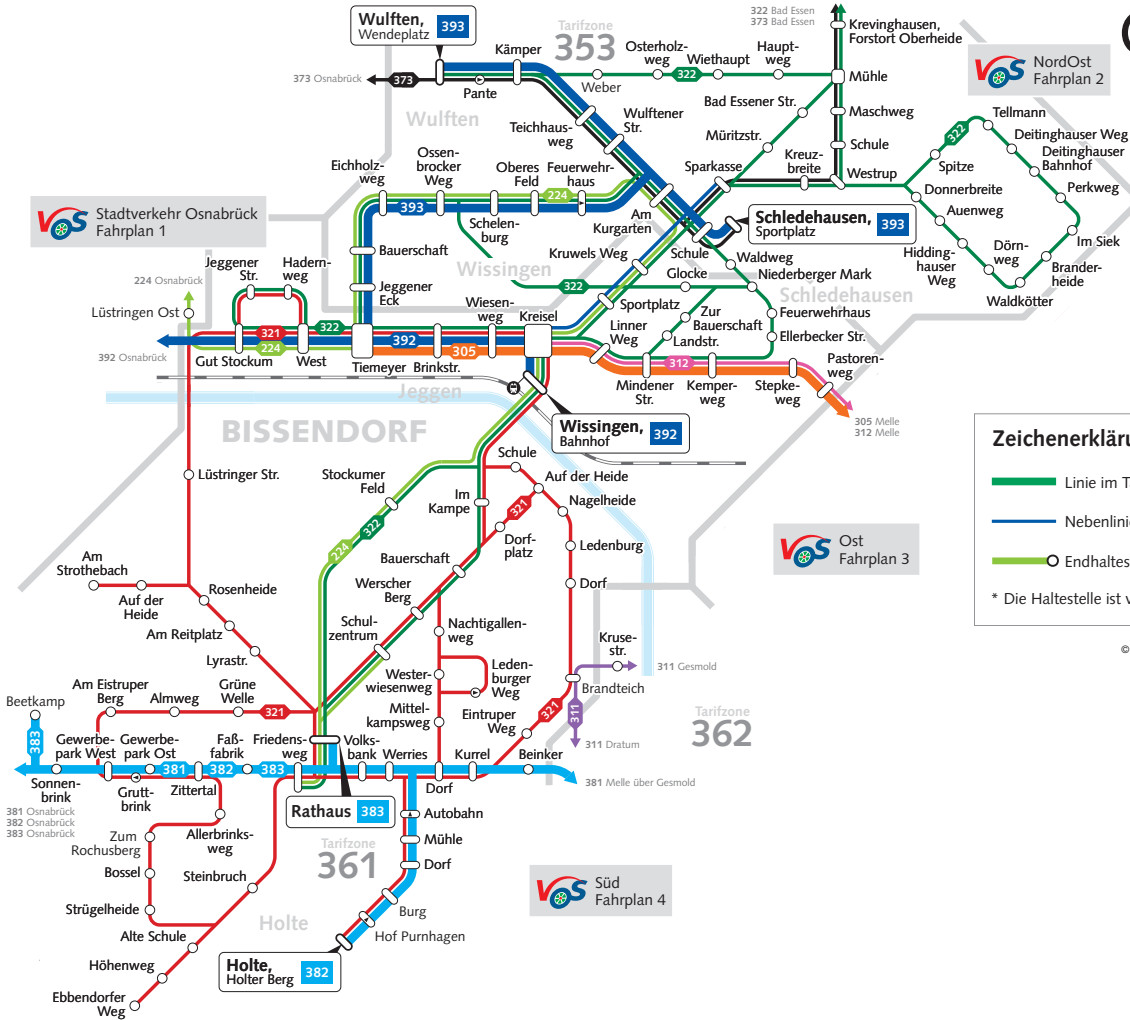 322 Bad Essen
373 Bad Essen
Wulften,
Wendeplatz
393
Tarifzone
353
Krevinghausen,
Forstort Oberheide
Kämper
Osterholz-
weg
Wiethaupt
Haupt-
weg
VOS
NordOst
Fahrplan 2
373 Osnabrück
373
Pante
Weber
322
Mühle
Wulften
Teichhaus-
weg
Wulftener
Str.
Bad Essener Str.
Maschweg
Tellmann
Müritzstr.
Schule
322
Deitinghauser Weg
Deitinghauser
Bahnhof
Eichholz-
weg
Ossen-
brocker
Weg
Oberes
Feld
Feuerwehr-
haus
Sparkasse
Kreuz-
breite
Westrup
Spitze
Perkweg
224
393
Donnerbreite
Auenweg
VOS
Stadtverkehr Osnabrück
Fahrplan 1
Schelen-
burg
Am
Kurgarten
Schledehausen,
Sportplatz
393
Im Siek
Bauerschaft
Kruwels Weg
Schule
Waldweg
Hidding-
hauser
Weg
Dörn-
weg
Brander-
heide
Jeggener
Str.
Hadern-
weg
Wissingen
Glocke
Niederberger Mark
224 Osnabrück
Jeggener
Eck
322
Schledehausen
Waldkötter
Lüstringen Ost
Wiesen-
weg
Kreisel
Sportplatz
Zur
Bauerschaft
Feuerwehrhaus
321
322
Linner
Weg
Landstr.
Ellerbecker Str.
392 Osnabrück
224
392
305
312
Pastoren-
weg
Gut Stockum
West
Tiemeyer
Brinkstr.
Mindener
Str.
Kemper-
weg
Stepke-
weg
Jeggen
305 Melle
312 Melle
BISSENDORF
Wissingen,
Bahnhof
392
Zeichenerkläru
Schule
Lüstringer Str.
Stockumer
Feld
Auf der Heide
Linie im T
Im
Kampe
321
Nagelheide
Nebenlini
322
Dorf-
platz
Ledenburg
VOS
Ost
Fahrplan 3
224
Am
Strothebach
Bauerschaft
Endhaltes
Auf der
Heide
Rosenheide
Werscher
Berg
Dorf
* Die Haltestelle ist v
Am Reitplatz
Schul-
zentrum
Nachtigallen-
weg
Kruse-
str.
©
Lyrastr.
Wester-
wiesenweg
Leden-
burger
Weg
311 Gesmold
Beetkamp
Am Eistruper
Berg
Almweg
Grüne
Welle
Brandteich
321
Mittel-
kampsweg
Eintruper
Weg
321
311
Tarifzone
362
383
Gewerbe-
park West
Gewerbe-
park Ost
Faß-
fabrik
Friedens-
weg
Volks-
bank
Werries
Kurrel
Beinker
311 Datum
381
382
383
Sonnen-
brink
Grutt-
brink
Zittertal
Dorf
381 Melle über Gesmold
381 Osnabrück
382 Osnabrück
383 Osnabrück
Rathaus
383
Autobahn
Zum
Rochusberg
Allerbrinks-
weg
Tarifzone
361
Mühle
Bossel
Steinbruch
Dorf
VOS
Süd
Fahrplan 4
Strügelheide
Burg
Holte
Alte Schule
Hof Purnhagen
Höhenweg
Holte,
Holter Berg
382
Ebbendorfer
Weg